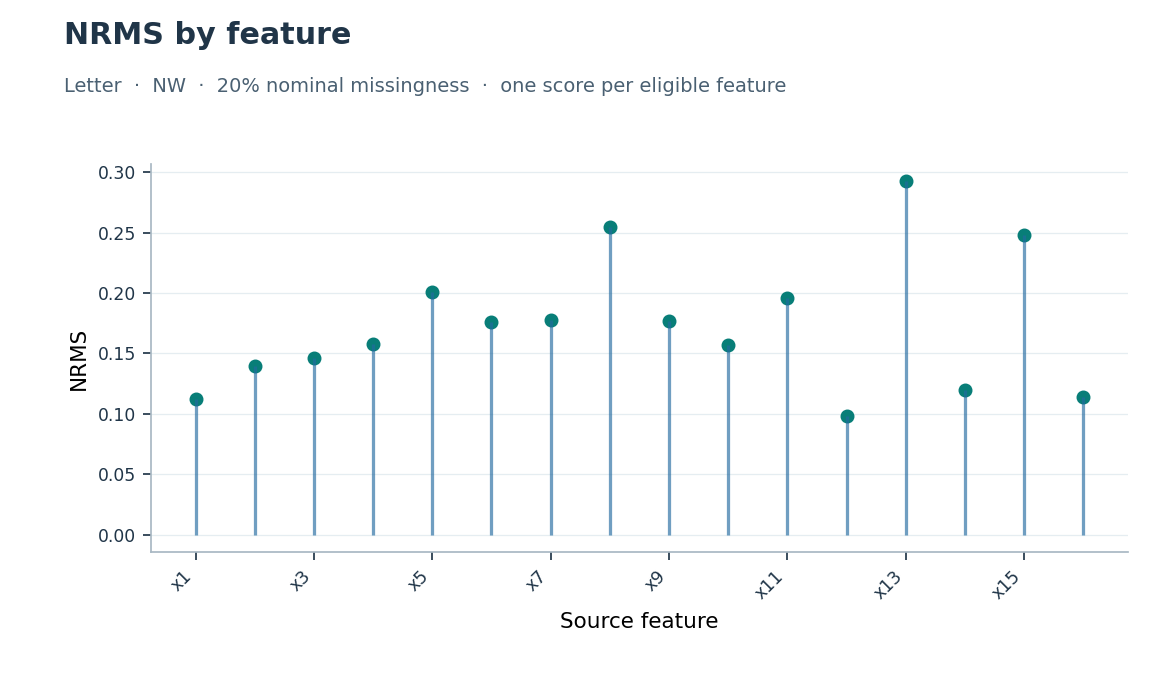 NRMS by feature
Letter · NW · 20% nominal missingness · one score per eligible feature
0.30
0.25
0.20
0.15
0.10
0.05
0.00
NRMS
x1 x3 x5 x7 x9 x11 x13 x15
Source feature